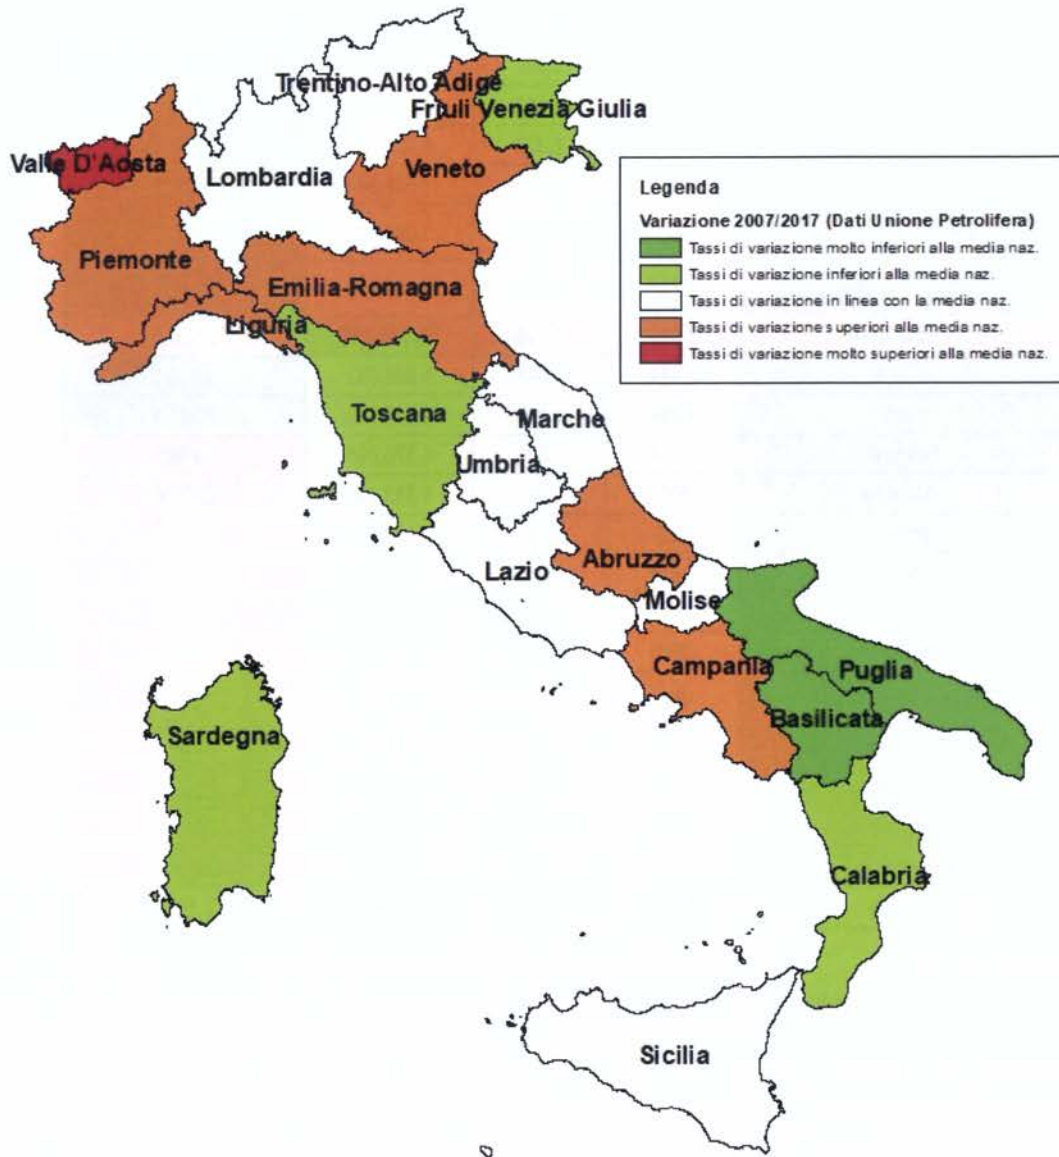 Trentino-Alto Adige
Friuli Venezia Giulia
Valle D'Aosta
Lombardia
Veneto
Piemonte
Emilia-Romagna
Liguria
Toscana
Marche
Umbria
Lazio
Abruzzo
Molise
Campania
Puglia
Basilicata
Sardegna
Calabria
Sicilia
Legenda
Variazione 2007/2017 (Dati Unione Petrolifera)
Tassi di variazione molto inferiori alla media naz.
Tassi di variazione inferiori alla media naz.
Tassi di variazione in linea con la media naz.
Tassi di variazione superiori alla media naz.
Tassi di variazione molto superiori alla media naz.